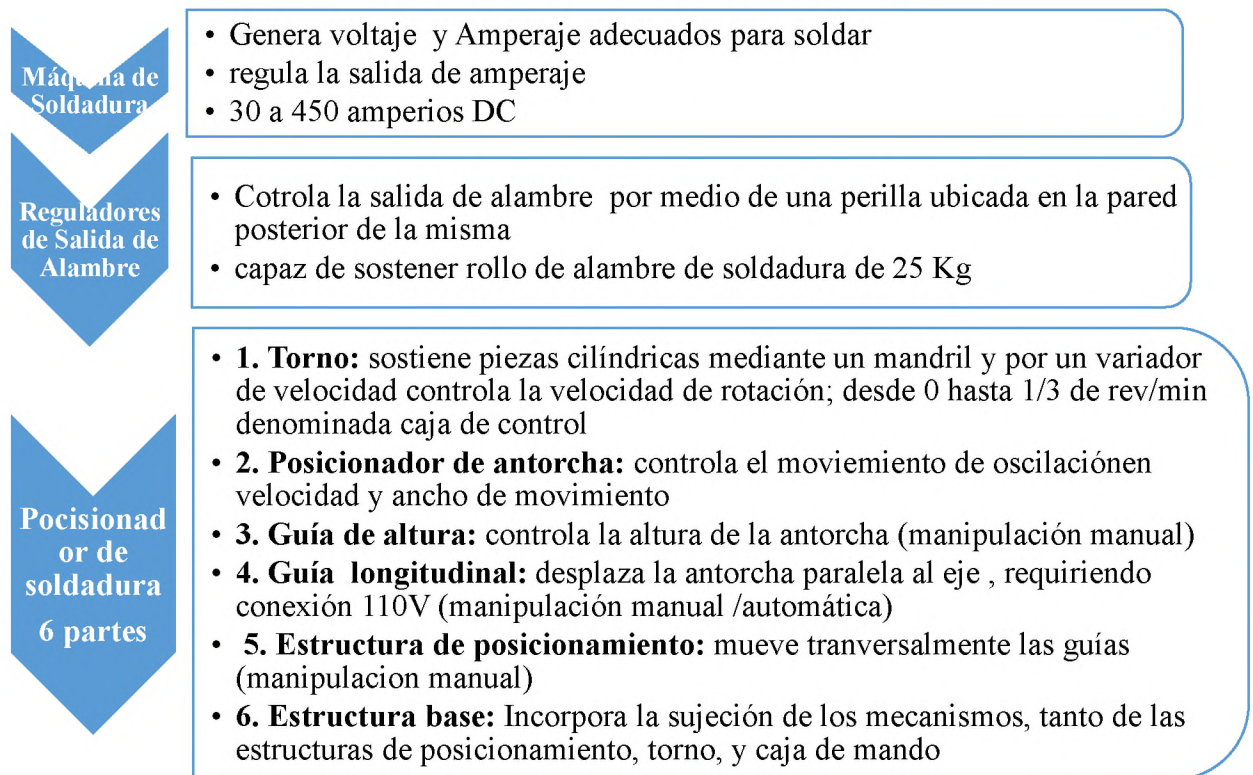 Máquina de
Soldadura
• Genera voltaje y Amperaje adecuados para soldar
• regula la salida de amperaje
• 30 a 450 amperios DC
Reguladores
de Salida de
Alambre
• Cotrola la salida de alambre por medio de una perilla ubicada en la pared
posterior de la misma
• capaz de sostener rollo de alambre de soldadura de 25 Kg
Pocisionad
or de
soldadura
6 partes
• 1. Torno: sostiene piezas cilíndricas mediante un mandril y por un variador
de velocidad controla la velocidad de rotación; desde 0 hasta 1/3 de rev/min
denominada caja de control
• 2. Posicionador de antorcha: controla el moviemiento de oscilaciónen
velocidad y ancho de movimiento
• 3. Guía de altura: controla la altura de la antorcha (manipulación manual)
• 4. Guía longitudinal: desplaza la antorcha paralela al eje , requiriendo
conexión 110V (manipulación manual /automática)
• 5. Estructura de posicionamiento: mueve tranversalmente las guías
(manipulacion manual)
• 6. Estructura base: Incorpora la sujeción de los mecanismos, tanto de las
estructuras de posicionamiento, torno, y caja de mando